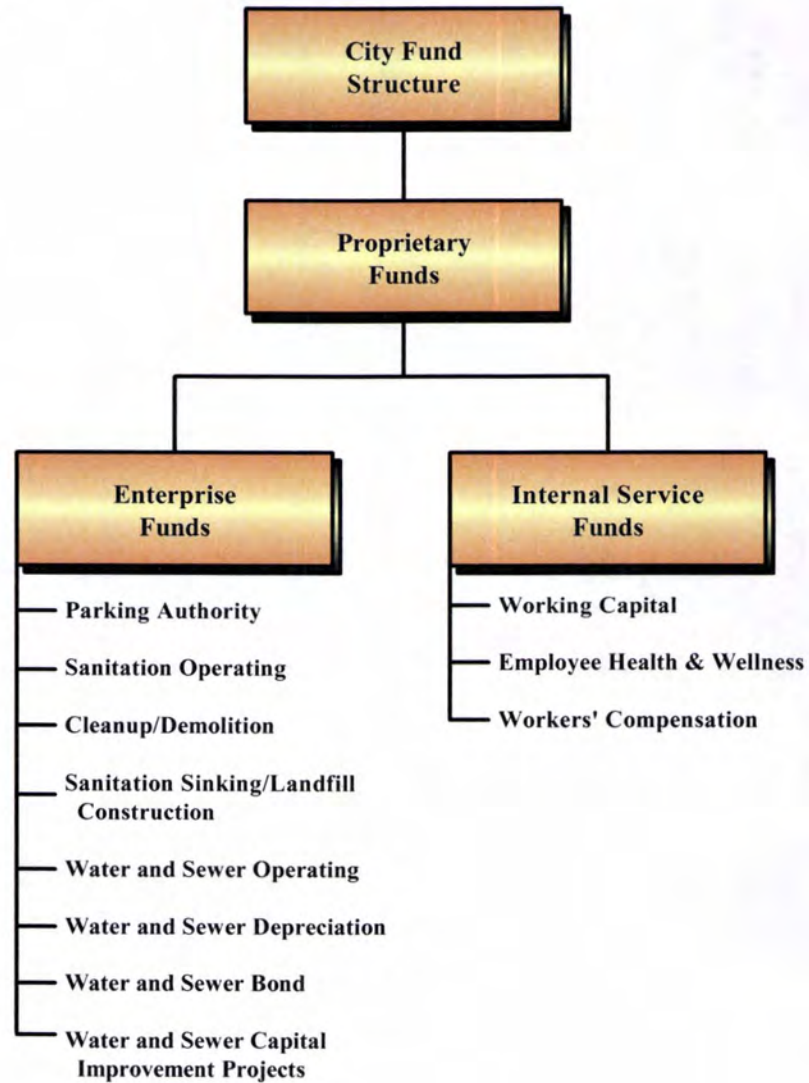 City Fund
Structure
Proprietary
Funds
Enterprise
Funds
Parking Authority
Sanitation Operating
Cleanup/Demolition
Sanitation Sinking/Landfill
Construction
Water and Sewer Operating
Water and Sewer Depreciation
Water and Sewer Bond
Water and Sewer Capital
Improvement Projects
Internal Service
Funds
Working Capital
Employee Health & Wellness
Workers' Compensation